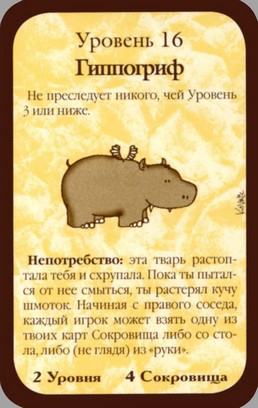 Уровень 16
Гиппогриф
Не преследует никого, чей Уровень
3 или ниже.
Непотребство: эта тварь растоп-
тала тебя и схрупала. Пока ты пытал-
ся от нее смыться, ты растерял кучу
шмоток. Начиная с правого соседа,
каждый игрок может взять одну из
твоих карт Сокровища либо со сто-
ла, либо (не глядя) из «руки».
2 Уровня 4 Сокровища